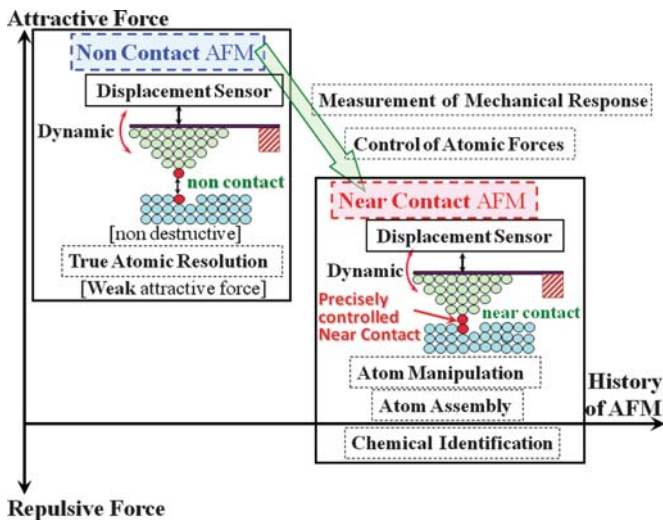 Attractive Force
Non Contact AFM
Displacement Sensor
Dynamic
non contact
[non destructive]
True Atomic Resolution
[Weak attractive force]
Measurement of Mechanical Response
Control of Atomic Forces
Near Contact AFM
Displacement Sensor
Dynamic
Precisely
controlled
Near Contact
near contact
Atom Manipulation
Atom Assembly
Chemical Identification
History
of AFM
Repulsive Force